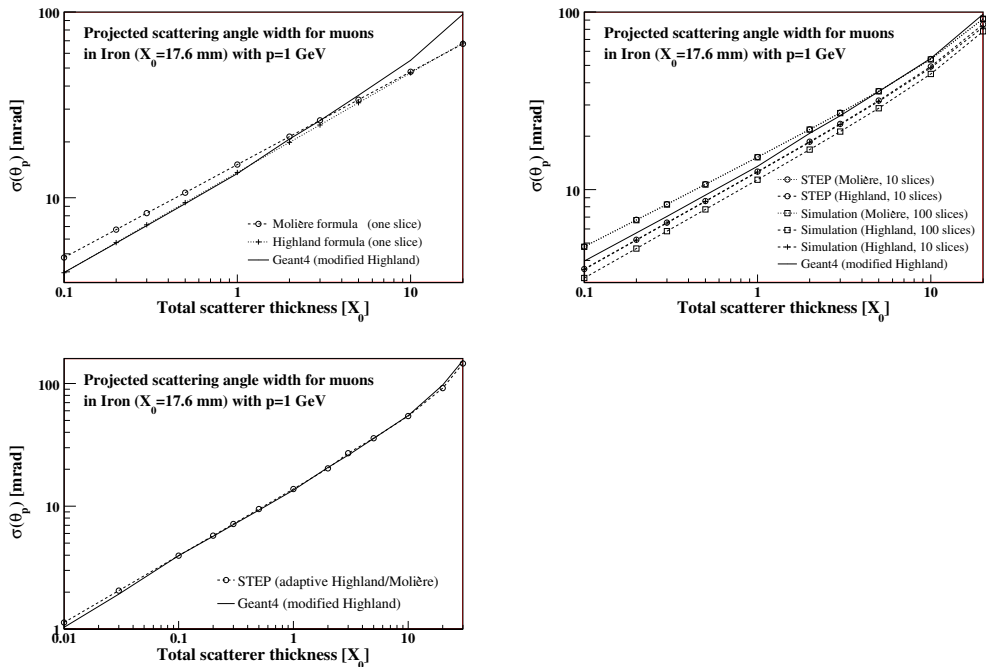 100
10
σ(θp) [mrad]
Projected scattering angle width for muons
in Iron (X0=17.6 mm) with p=1 GeV
Molière formula (one slice)
Highland formula (one slice)
Geant4 (modified Highland)
0.1 1 10
Total scatterer thickness [X0]
100
10
σ(θp) [mrad]
Projected scattering angle width for muons
in Iron (X0=17.6 mm) with p=1 GeV
STEP (Molière, 10 slices)
STEP (Highland, 10 slices)
Simulation (Molière, 100 slices)
Simulation (Highland, 100 slices)
Simulation (Highland, 10 slices)
Geant4 (modified Highland)
0.1 1 10
Total scatterer thickness [X0]
100
10
1
σ(θp) [mrad]
Projected scattering angle width for muons
in Iron (X0=17.6 mm) with p=1 GeV
STEP (adaptive Highland/Molière)
Geant4 (modified Highland)
0.01 0.1 1 10
Total scatterer thickness [X0]